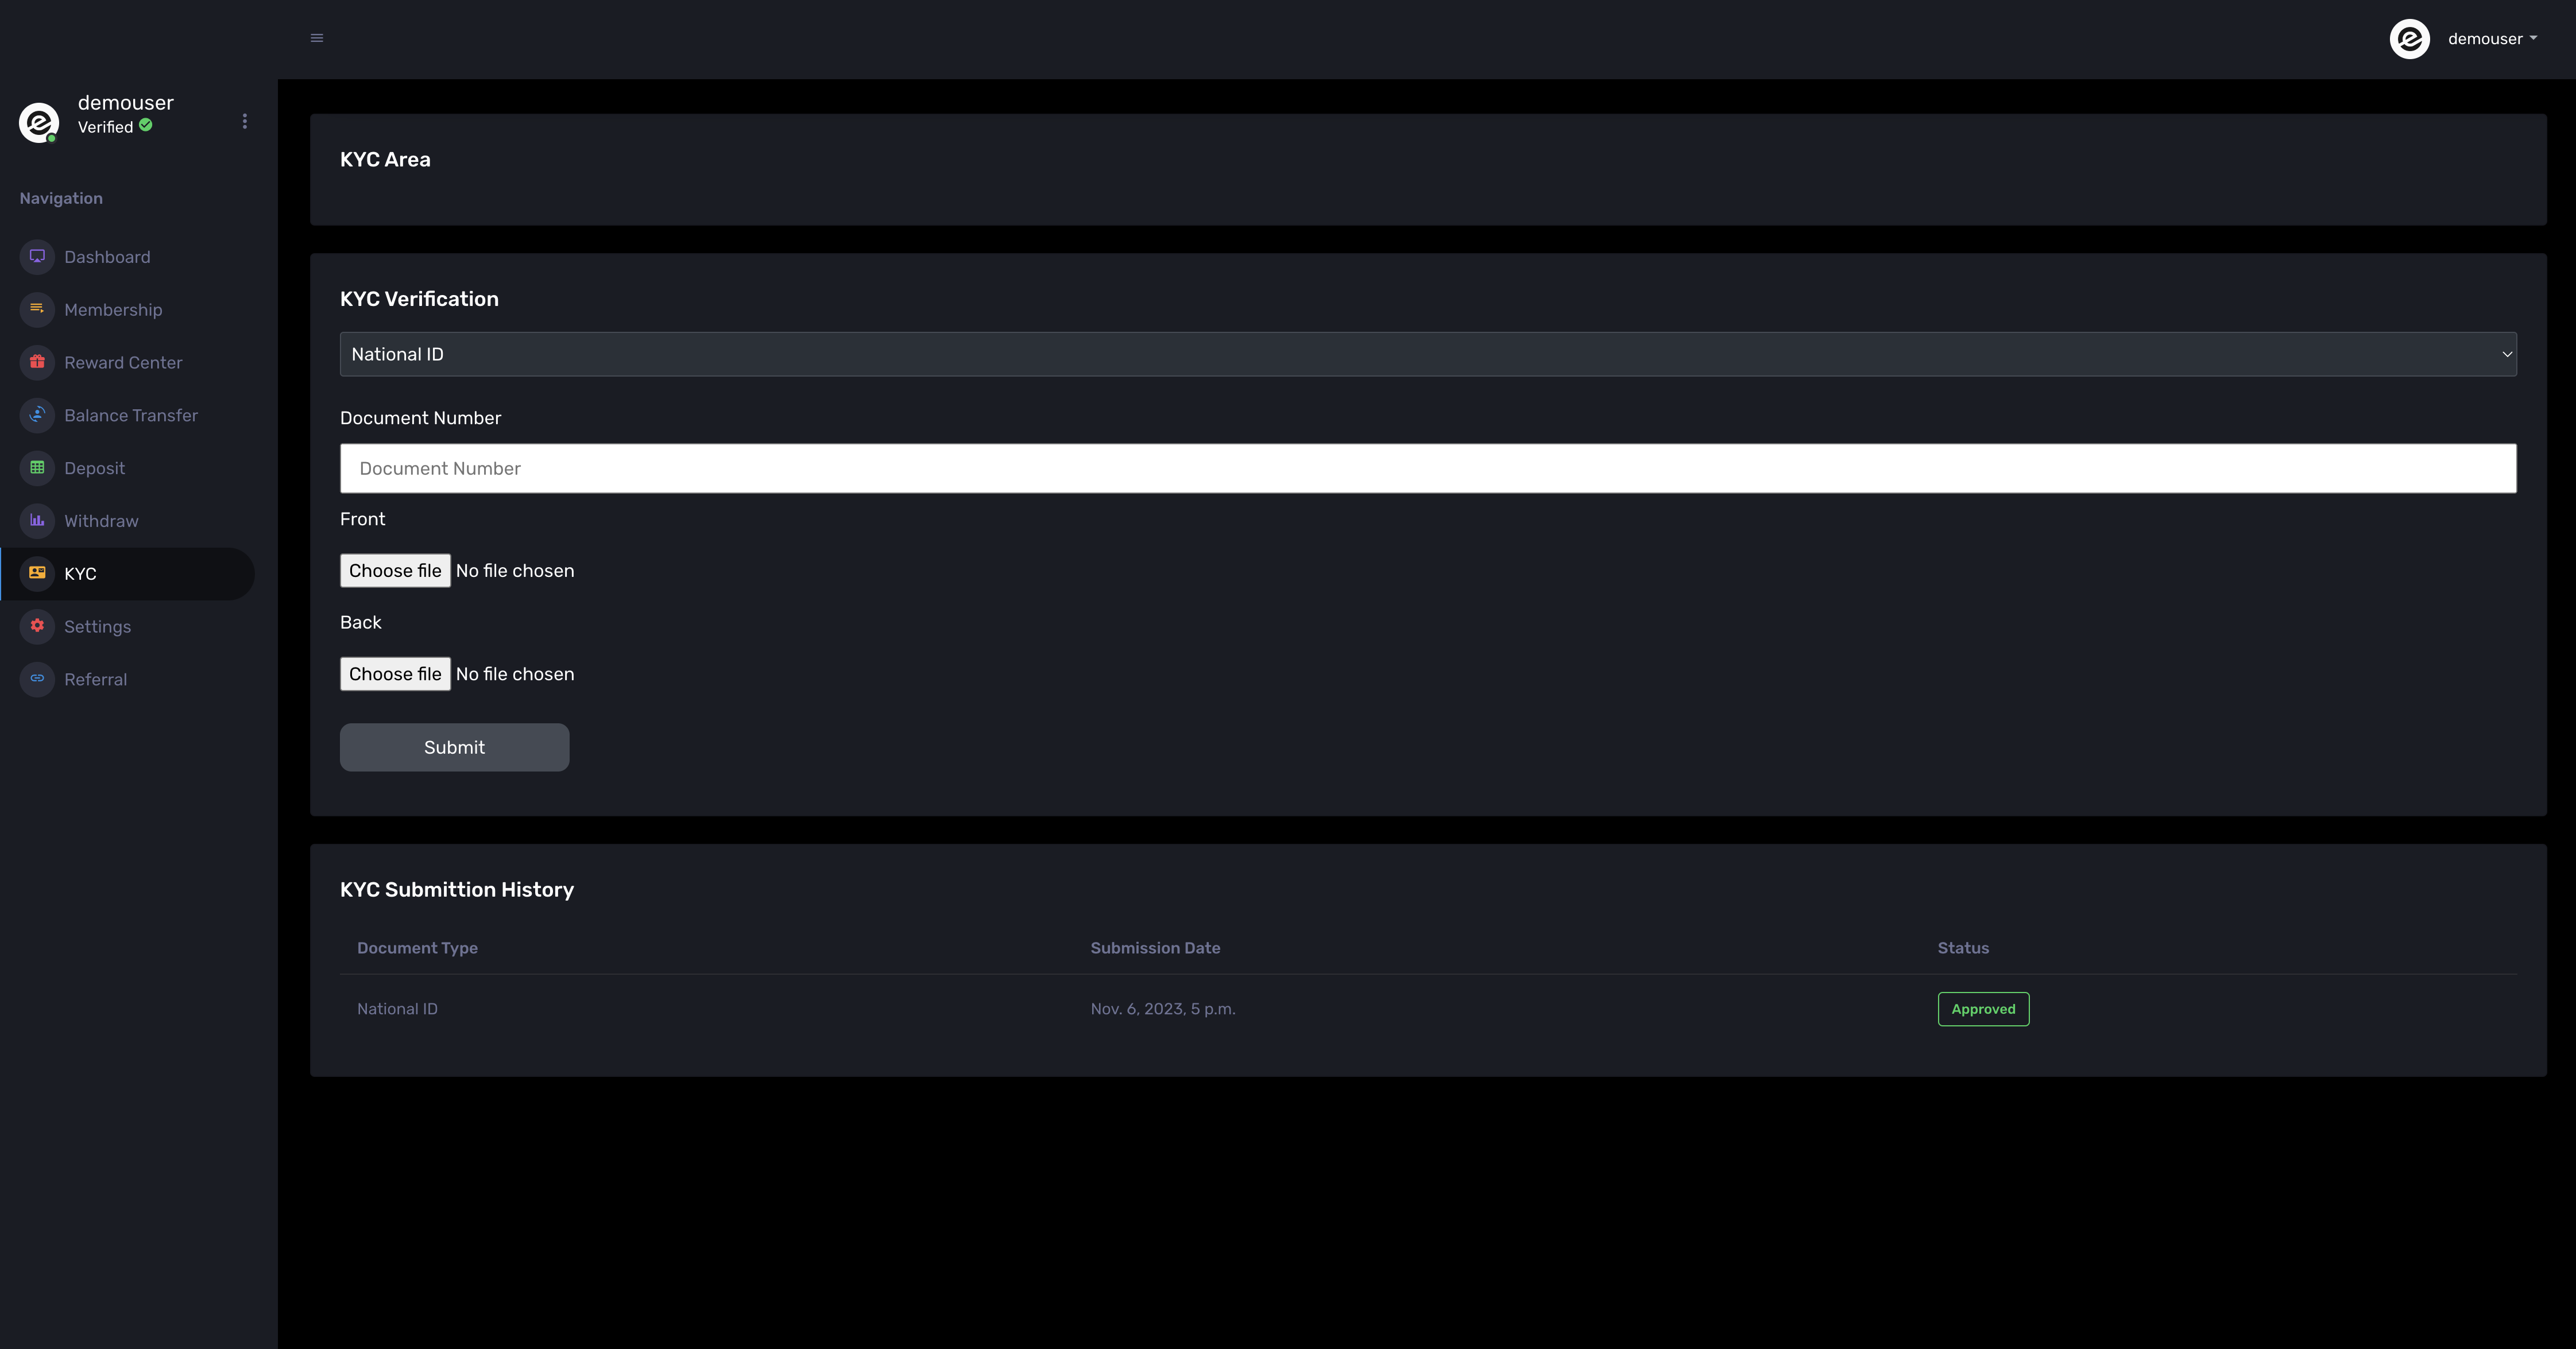 demouser
demouser
Verified
Navigation
Dashboard
Membership
Reward Center
Balance Transfer
Deposit
Withdraw
KYC
Settings
Referral
KYC Area
KYC Verification
National ID
Document Number
Document Number
Front
Choose file No file chosen
Back
Choose file No file chosen
Submit
KYC Submittion History
Document Type Submission Date Status
National ID Nov. 6, 2023, 5 p.m. Approved